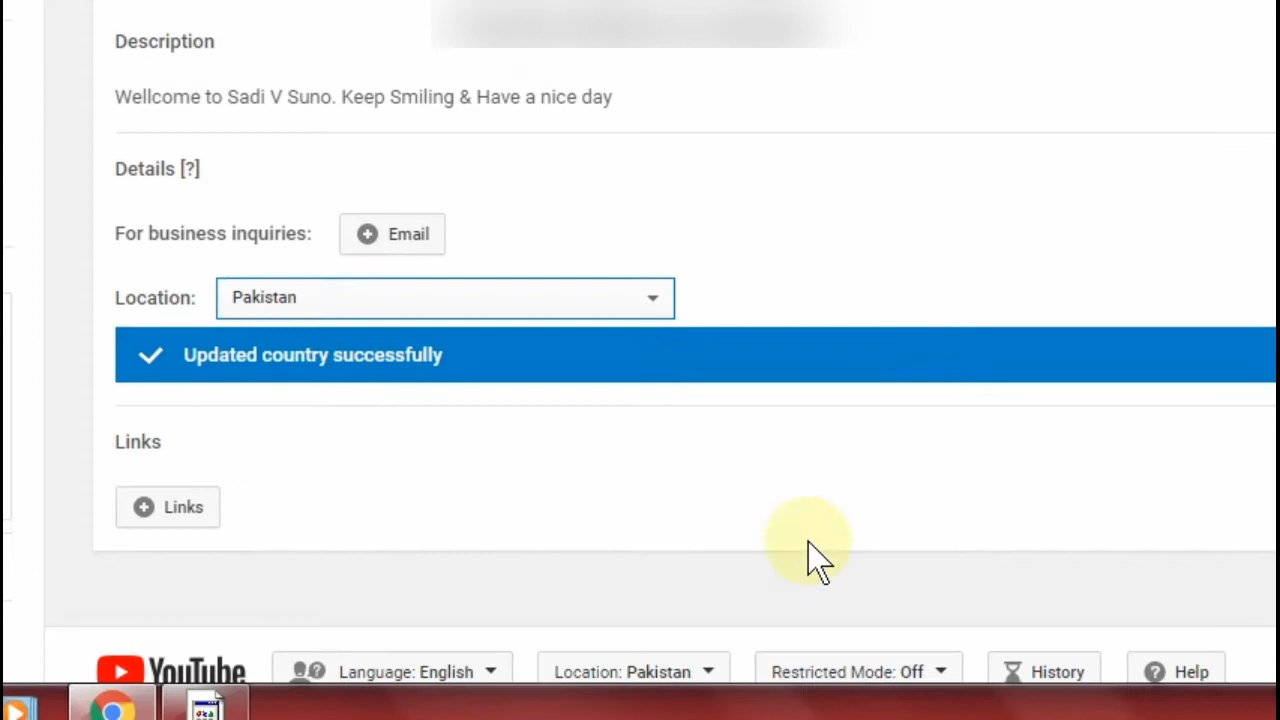 Description
Wellcome to Sadi V Suno. Keep Smiling & Have a nice day
Details [?]
For business inquiries: Email
Location: Pakistan
Updated country successfully
Links
Links
YouTube Language: English Location: Pakistan Restricted Mode: Off History Help